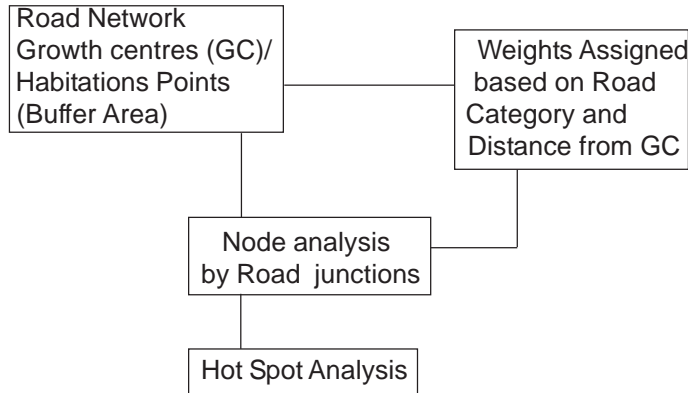 Road Network
Growth centres (GC)/
Habitations Points
(Buffer Area)
Weights Assigned
based on Road
Category and
Distance from GC
Node analysis
by Road junctions
Hot Spot Analysis